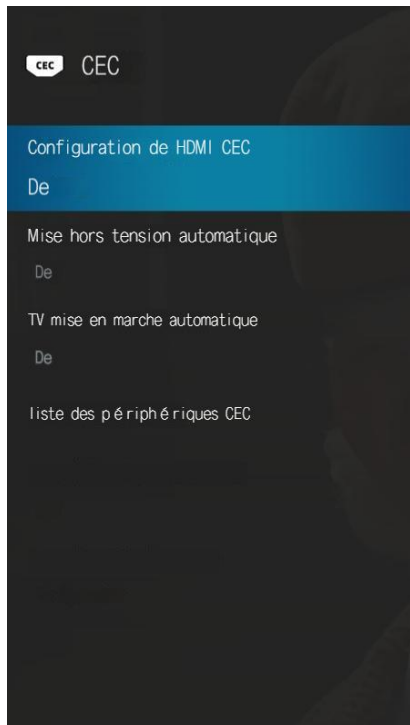 CEC CEC
Configuration de HDMI CEC
De
Mise hors tension automatique
De
TV mise en marche automatique
De
liste des périphériques CEC